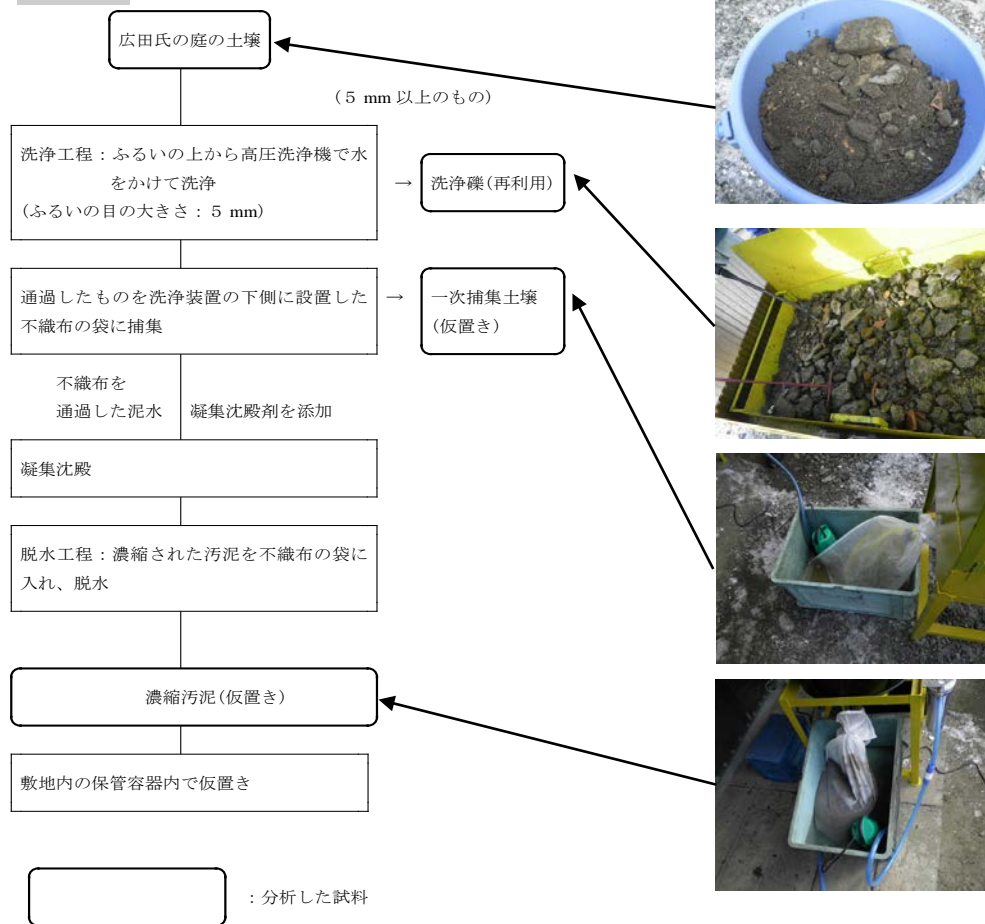 広田氏の庭の土壌
(５ mm 以上のもの)
洗浄工程：ふるいの上から高圧洗浄機で水
をかけて洗浄
(ふるいの目の大きさ：５ mm)
→
洗浄礫(再利用)
通過したものを洗浄装置の下側に設置した
不織布の袋に捕集
→
一次捕集土壌
(仮置き)
不織布を
通過した泥水
凝集沈殿剤を添加
凝集沈殿
脱水工程：濃縮された汚泥を不織布の袋に
入れ、脱水
濃縮汚泥(仮置き)
敷地内の保管容器内で仮置き
：分析した試料